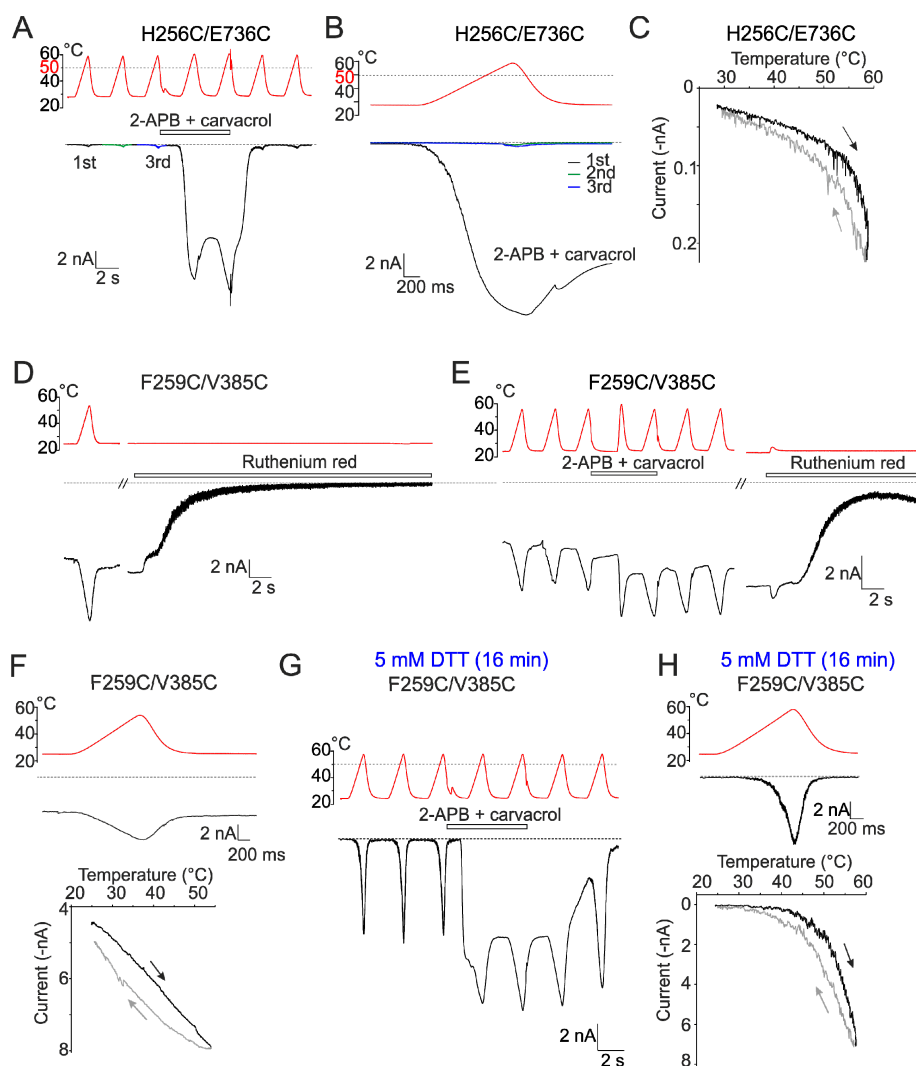 A
H256C/E736C
°C
60
50
40
20
2-APB + carvacrol
1st
2nd
3rd
2 nA
2 s
B
H256C/E736C
°C
60
50
40
20
1st
2nd
3rd
2-APB + carvacrol
2 nA
200 ms
C
H256C/E736C
Temperature (°C)
30 40 50 60
0
0.1
0.2
Current (-nA)
D
F259C/V385C
°C
60
40
20
Ruthenium red
//
2 nA
2 s
E
F259C/V385C
°C
60
40
20
2-APB + carvacrol
Ruthenium red
//
2 nA
2 s
F
F259C/V385C
°C
60
40
20
2 nA
200 ms
Temperature (°C)
20 30 40 50
4
6
8
Current (-nA)
G
5 mM DTT (16 min)
F259C/V385C
°C
60
40
20
2-APB + carvacrol
2 nA
2 s
H
5 mM DTT (16 min)
F259C/V385C
°C
60
40
20
2 nA
200 ms
Temperature (°C)
20 30 40 50 60
0
2
4
6
8
Current (-nA)